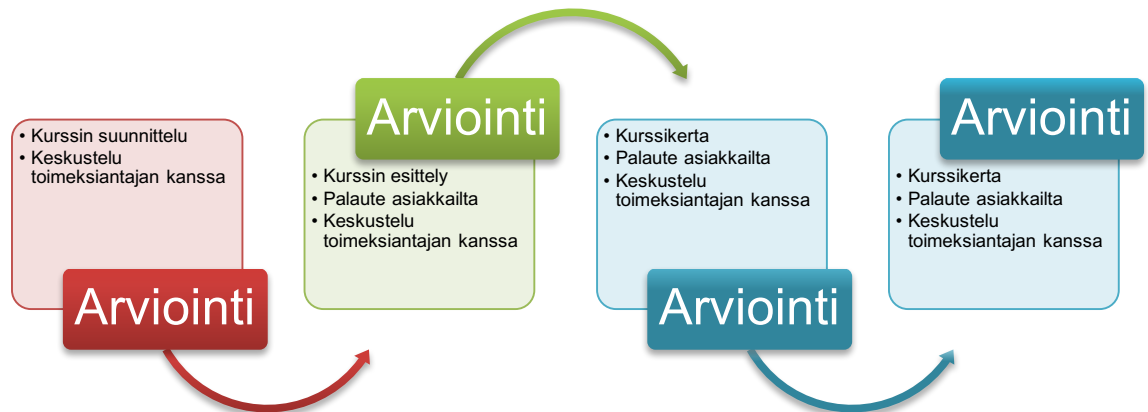 • Kurssin suunnittelu
• Keskustelu
toimeksiantajan kanssa
Arviointi
Arviointi
• Kurssin esittely
• Palaute asiakkailta
• Keskustelu
toimeksiantajan kanssa
• Kurssikerta
• Palaute asiakkailta
• Keskustelu
toimeksiantajan kanssa
Arviointi
Arviointi
• Kurssikerta
• Palaute asiakkailta
• Keskustelu
toimeksiantajan kanssa